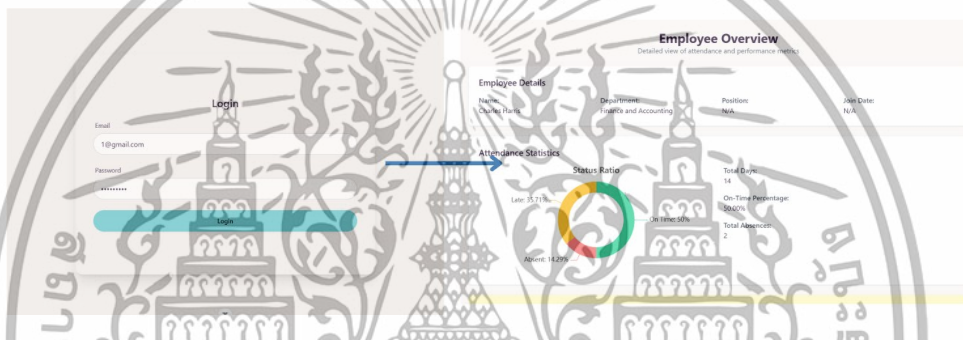 Login
Email
1@gmail.com
Password
•••••••••
Login
Employee Overview
Detailed view of attendance and performance metrics
Employee Details
Name:
Charles Harris
Department:
Finance and Accounting
Position:
N/A
Join Date:
N/A
Attendance Statistics
Status Ratio
Late: 35.71%
On Time: 50%
Absent: 14.29%
Total Days:
14
On-Time Percentage:
50.00%
Total Absences:
2